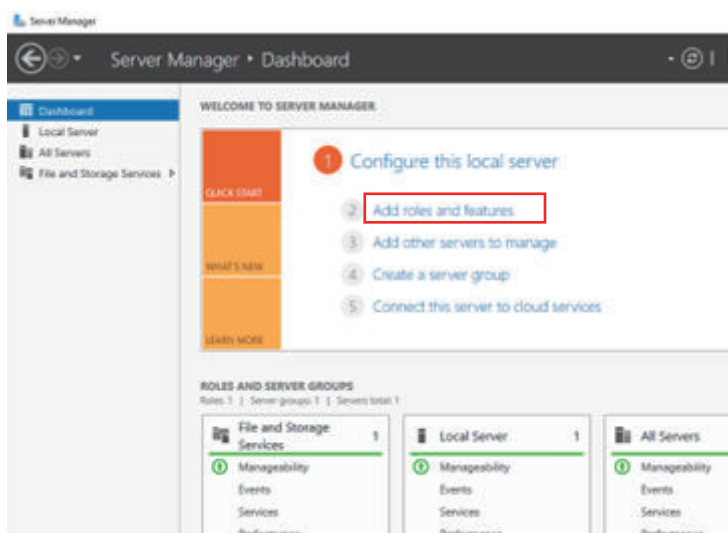 Server Manager
Server Manager • Dashboard
Dashboard
Local Server
All Servers
File and Storage Services
WELCOME TO SERVER MANAGER
QUICK START
WHAT'S NEW
LEARN MORE
1 Configure this local server
2 Add roles and features
3 Add other servers to manage
4 Create a server group
5 Connect this server to cloud services
ROLES AND SERVER GROUPS
Roles: 1 | Server groups: 1 | Servers total: 1
File and Storage
Services
1
Manageability
Events
Services
Performance
Local Server 1
Manageability
Events
Services
Performance
All Servers
Manageability
Events
Services
Performance